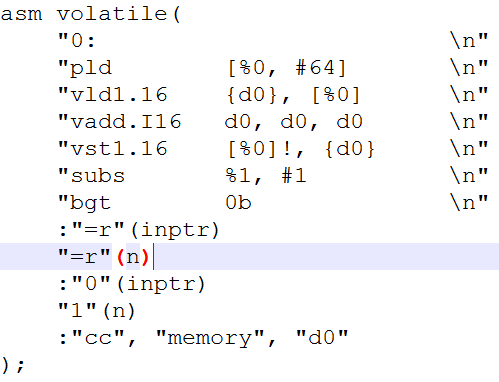 asm volatile(
"0: \n"
"pld [%0, #64] \n"
"vld1.16 {d0}, [%0] \n"
"vadd.I16 d0, d0, d0 \n"
"vst1.16 [%0]!, {d0} \n"
"subs %1, #1 \n"
"bgt 0b \n"
:"=r"(inptr)
"=r"(n)
:"0"(inptr)
"1"(n)
:"cc", "memory", "d0"
);